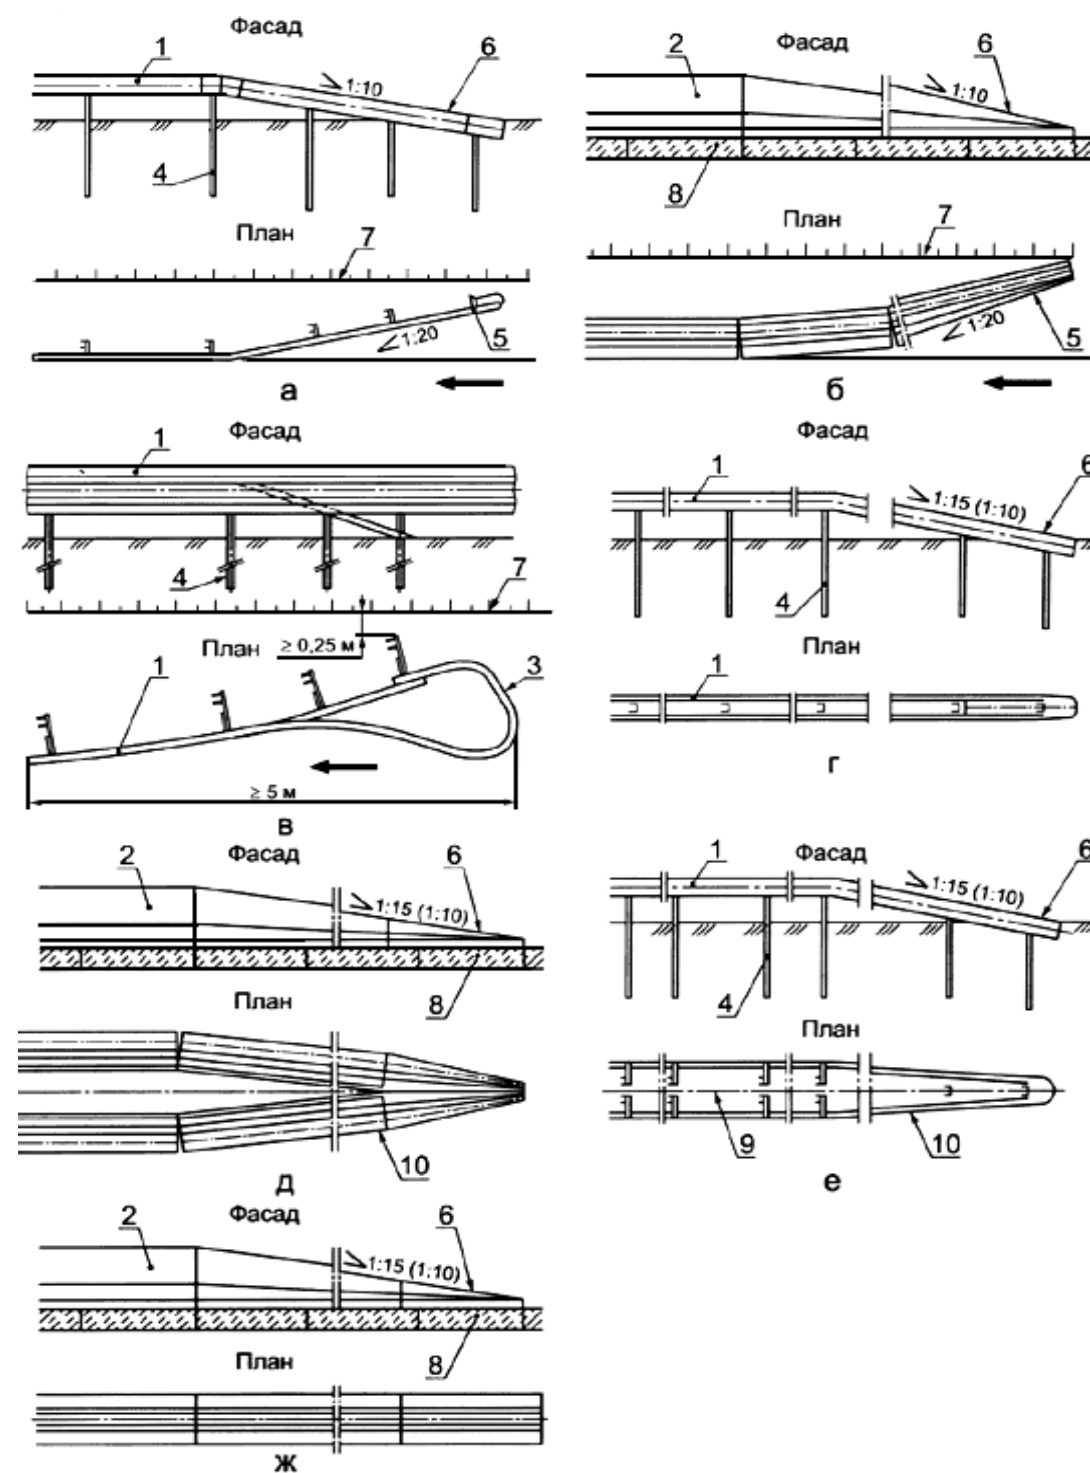 Фасад
1
6
1:10
4
План
7
1:20
5
а
Фасад
2
6
1:10
8
План
7
1:20
5
б
Фасад
1
4
7
План
≥ 0,25 м
3
1
≥ 5 м
в
Фасад
1
6
1:15 (1:10)
4
План
1
г
Фасад
2
6
1:15 (1:10)
8
План
10
д
Фасад
1
6
1:15 (1:10)
4
План
9
10
е
Фасад
2
6
1:15 (1:10)
8
План
ж